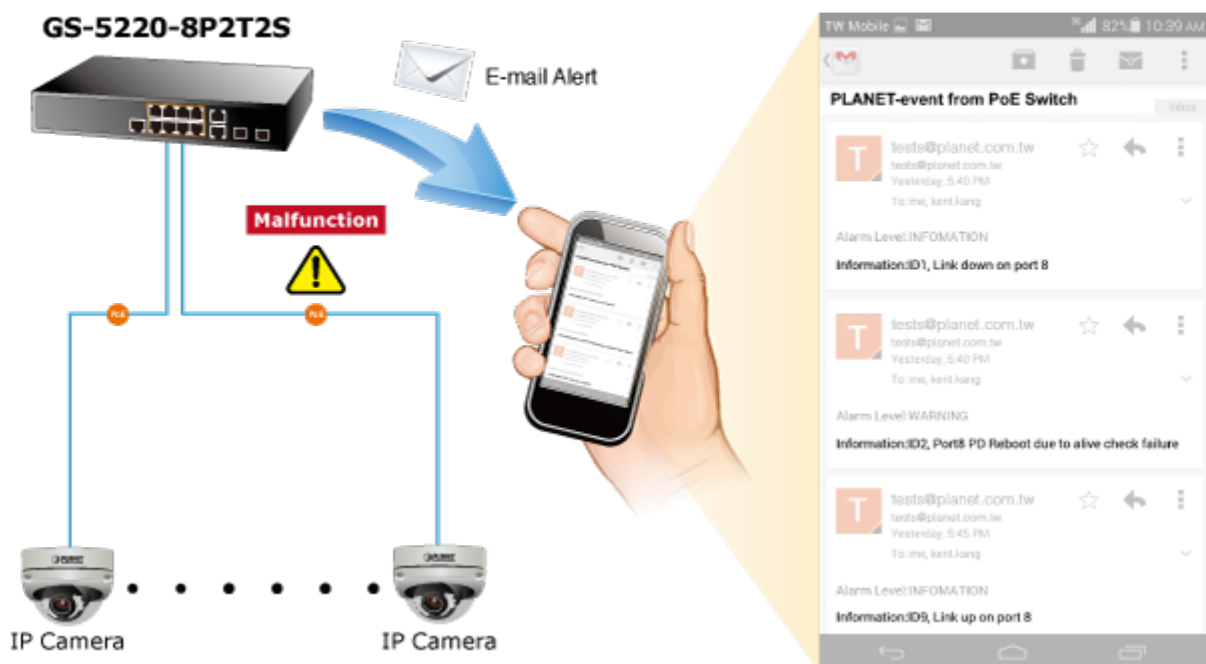 GS-5220-8P2T2S
E-mail Alert
Malfunction
PoE
PoE
PLANET
PLANET
IP Camera
IP Camera
TW Mobile
3G
82%
10:39 AM
PLANET-event from PoE Switch
Inbox
T
tests@planet.com.tw
tests@planet.com.tw
Yesterday, 5:40 PM
To: me, kent.kang
Alarm Level:INFOMATION
Information:ID1, Link down on port 8
T
tests@planet.com.tw
tests@planet.com.tw
Yesterday, 5:40 PM
To: me, kent.kang
Alarm Level:WARNING
Information:ID2, Port8 PD Reboot due to alive check failure
T
tests@planet.com.tw
tests@planet.com.tw
Yesterday, 5:45 PM
To: me, kent.kang
Alarm Level:INFOMATION
Information:ID9, Link up on port 8